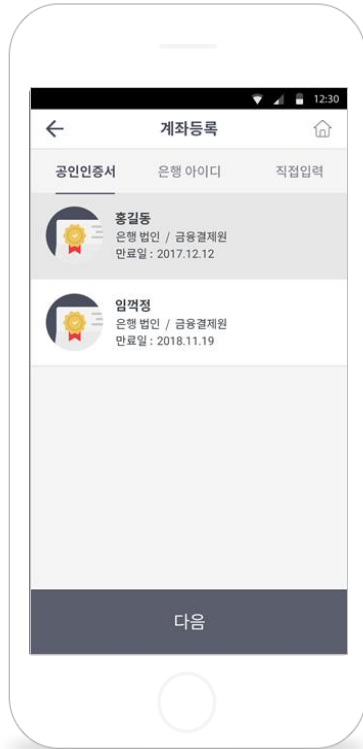 12:30
계좌등록
공인인증서 은행 아이디 직접입력
홍길동
은행 법인 / 금융결제원
만료일 : 2017.12.12
임꺽정
은행 법인 / 금융결제원
만료일 : 2018.11.19
다음